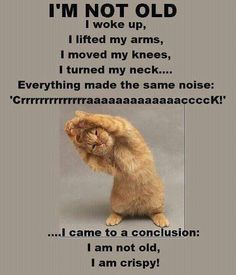 I'M NOT OLD
I woke up,
I lifted my arms,
I moved my knees,
I turned my neck....
Everything made the same noise:
'CrrrrrrrrrrrrrraaaaaaaaaaaaaccccK!'
....I came to a conclusion:
I am not old,
I am crispy!